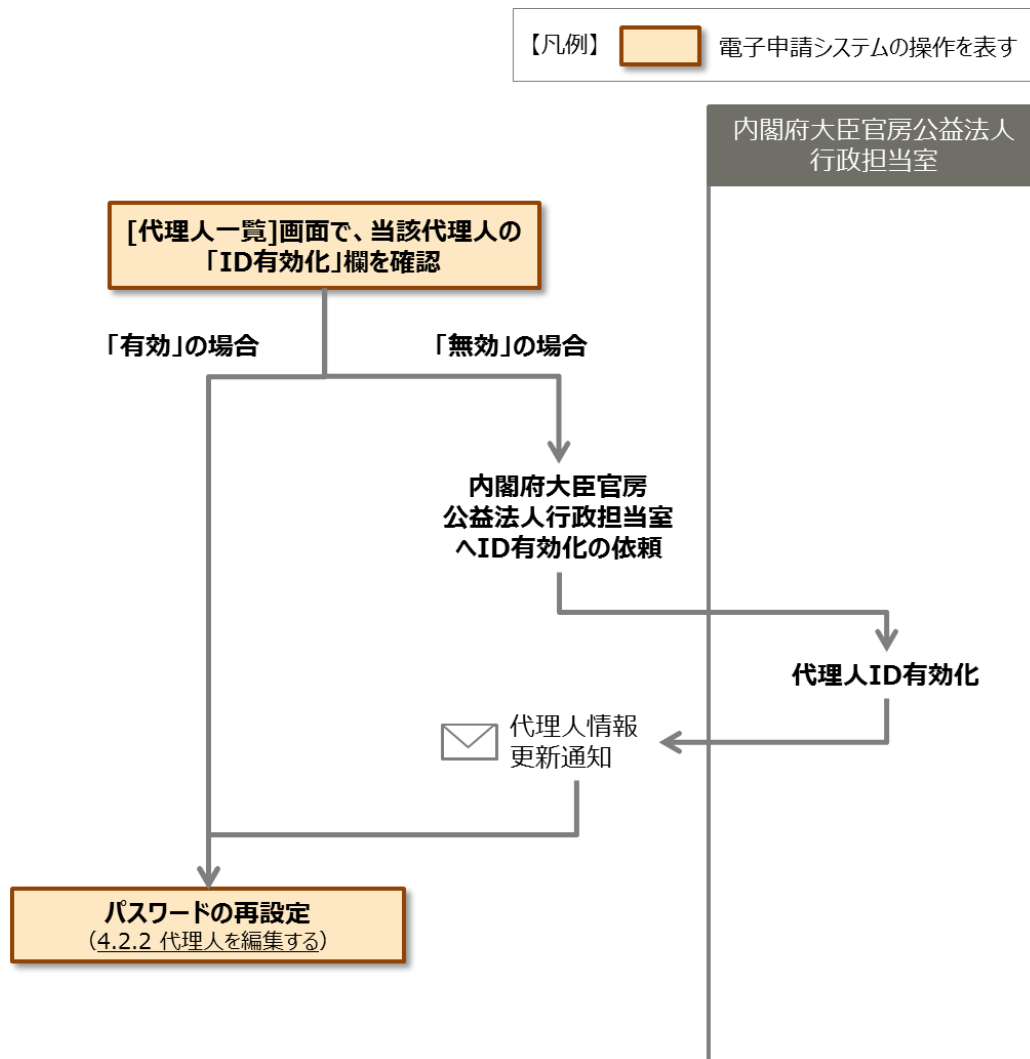 【凡例】 電子申請システムの操作を表す
内閣府大臣官房公益法人
行政担当室
[代理人一覧]画面で、当該代理人の
「ID有効化」欄を確認
「有効」の場合 「無効」の場合
内閣府大臣官房
公益法人行政担当室
へID有効化の依頼
代理人ID有効化
代理人情報
更新通知
パスワードの再設定
（4.2.2 代理人を編集する）